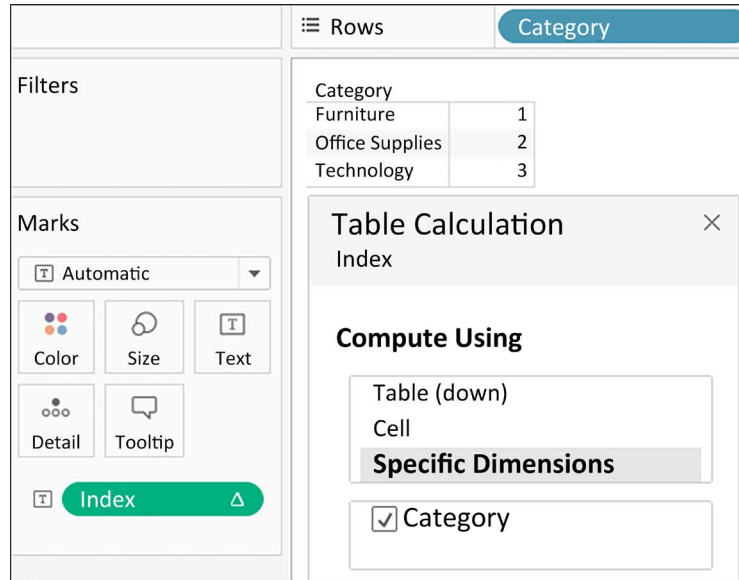 Rows
Category
Filters
Category
Furniture 1
Office Supplies 2
Technology 3
Marks
T Automatic
Color
Size
T
Text
Detail
Tooltip
T Index Δ
Table Calculation
Index
Compute Using
Table (down)
Cell
Specific Dimensions
Category